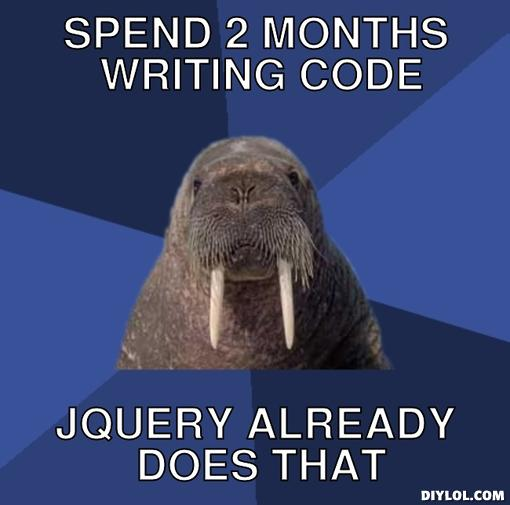 SPEND 2 MONTHS
WRITING CODE
JQUERY ALREADY
DOES THAT
DIYLOL.COM